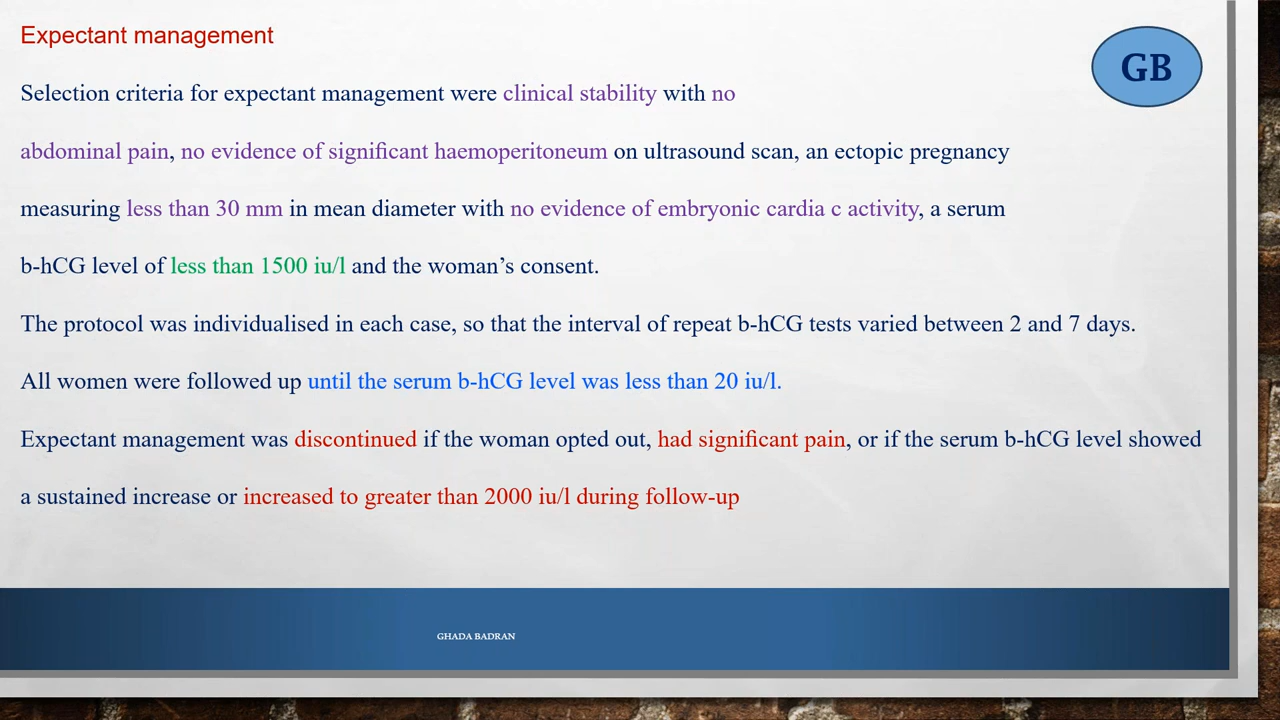 Expectant management
GB
Selection criteria for expectant management were clinical stability with no
abdominal pain, no evidence of significant haemoperitoneum on ultrasound scan, an ectopic pregnancy
measuring less than 30 mm in mean diameter with no evidence of embryonic cardia c activity, a serum
b-hCG level of less than 1500 iu/l and the woman’s consent.
The protocol was individualised in each case, so that the interval of repeat b-hCG tests varied between 2 and 7 days.
All women were followed up until the serum b-hCG level was less than 20 iu/l.
Expectant management was discontinued if the woman opted out, had significant pain, or if the serum b-hCG level showed
a sustained increase or increased to greater than 2000 iu/l during follow-up
GHADA BADRAN